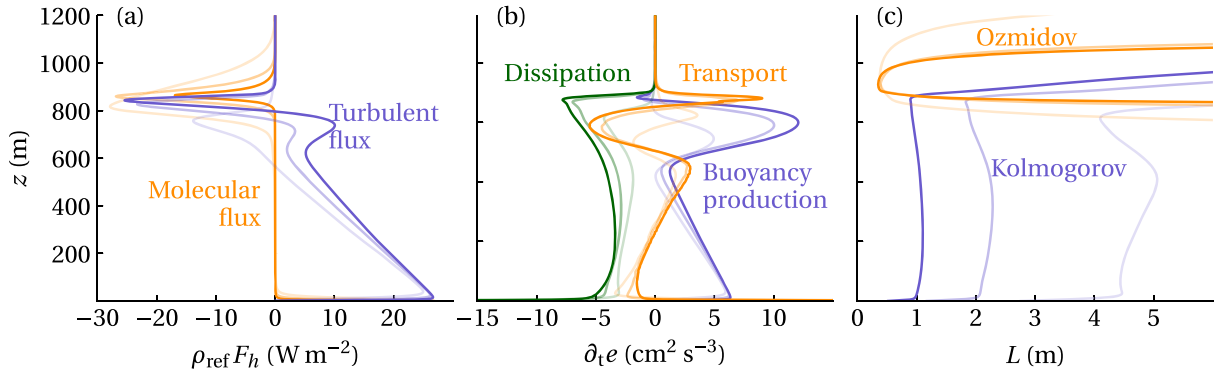 (a)
(b)
(c)
1200
1000
800
600
400
200
z (m)
Turbulent
flux
Molecular
flux
Dissipation
Transport
Buoyancy
production
Ozmidov
Kolmogorov
−30 −20 −10 0 10 20
−15 −10 −5 0 5 10
0 1 2 3 4 5
ρref Fh (W m−2)
∂te (cm2 s−3)
L (m)